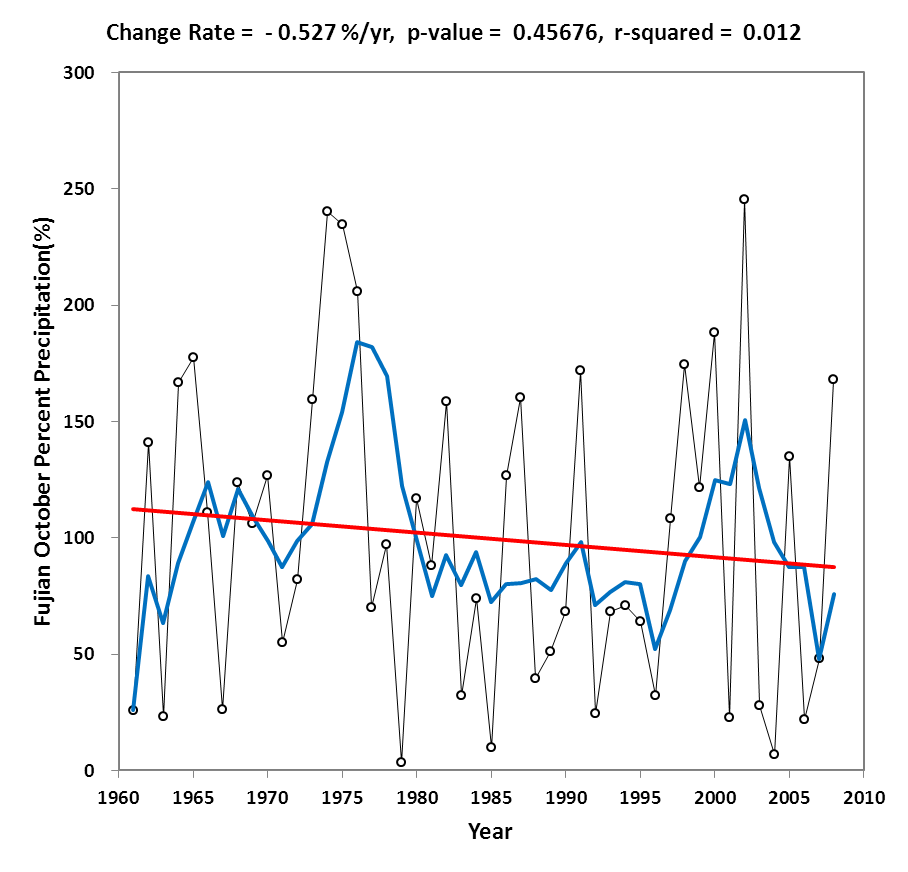 Change Rate = - 0.527 %/yr, p-value = 0.45676, r-squared = 0.012
300
250
200
150
100
50
0
Fujian October Percent Precipitation(%)
1960 1965 1970 1975 1980 1985 1990 1995 2000 2005 2010
Year